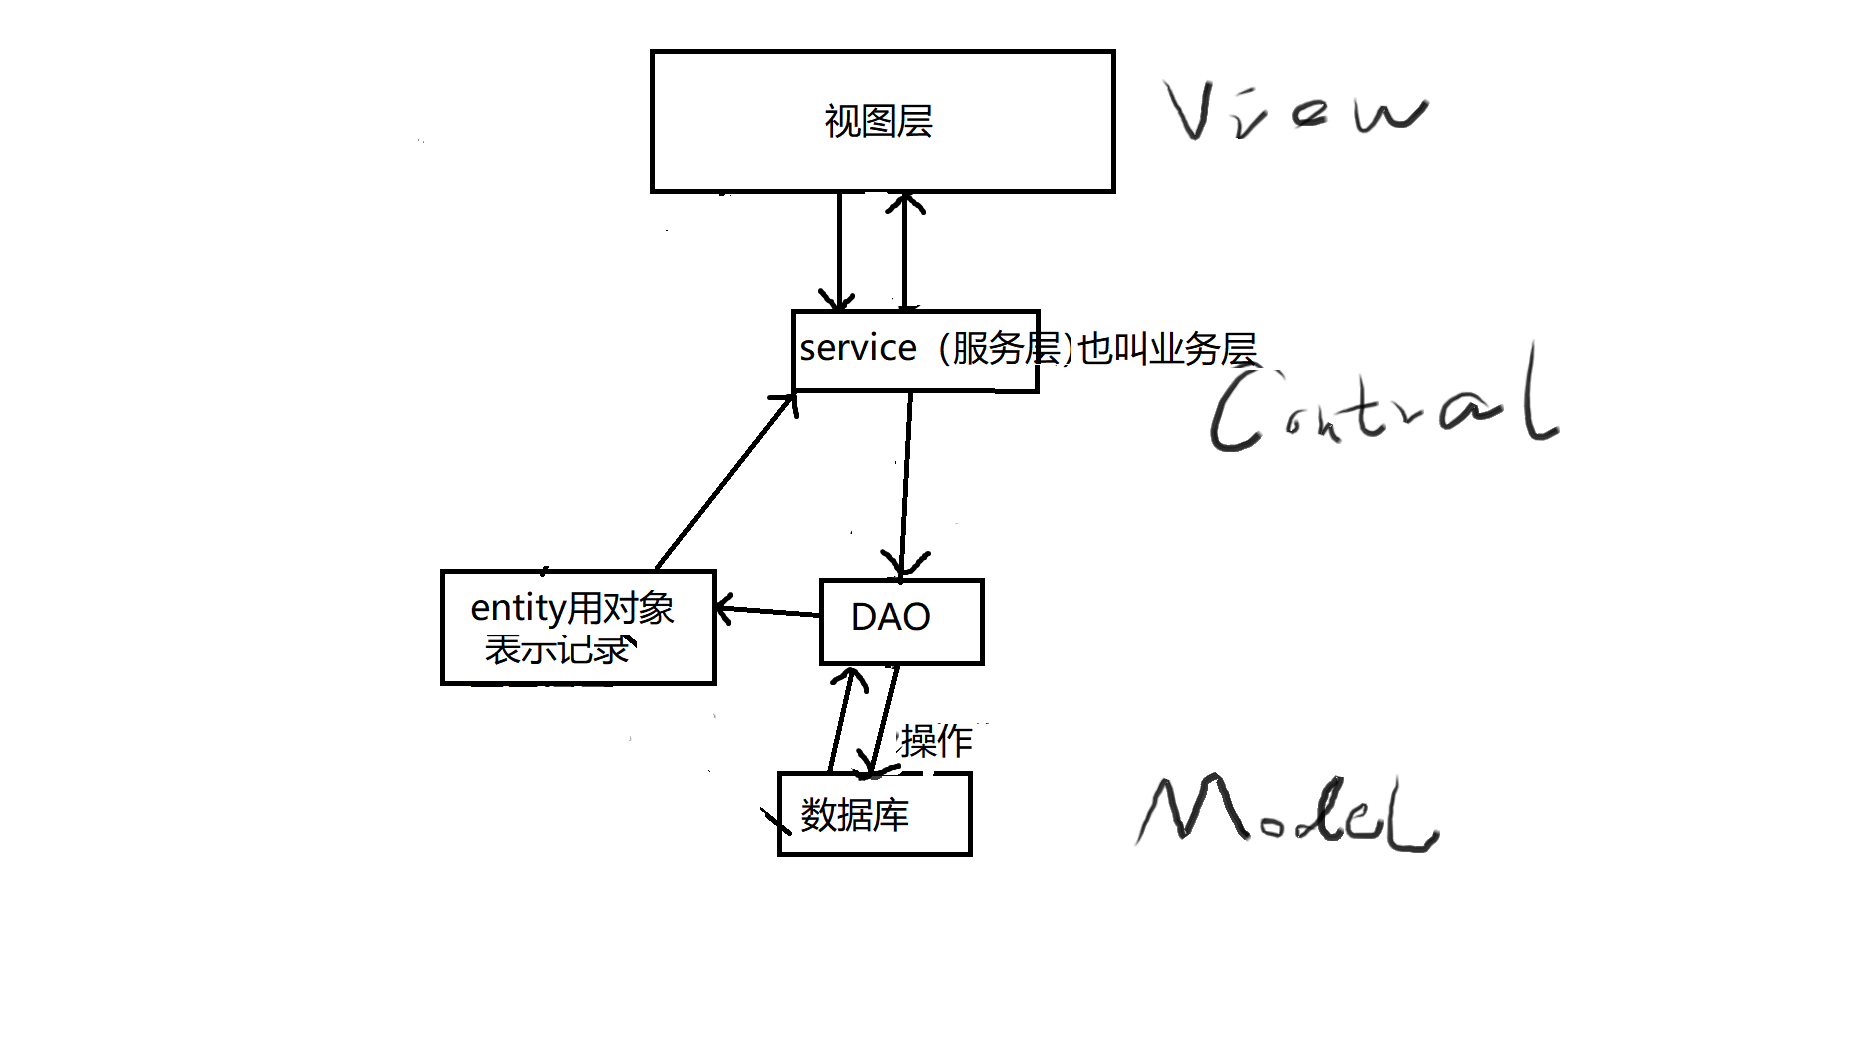 视图层
View
service（服务层）也叫业务层
Contral
entity用对象
表示记录
DAO
操作
数据库
Model